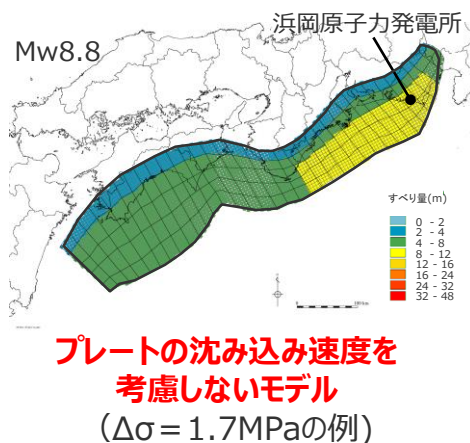 浜岡原子力発電所
Mw8.8
すべり量(m)
0 - 2
2 - 4
4 - 8
8 - 12
12 - 16
16 - 24
24 - 32
32 - 48
プレートの沈み込み速度を
考慮しないモデル
（Δσ＝1.7MPaの例)